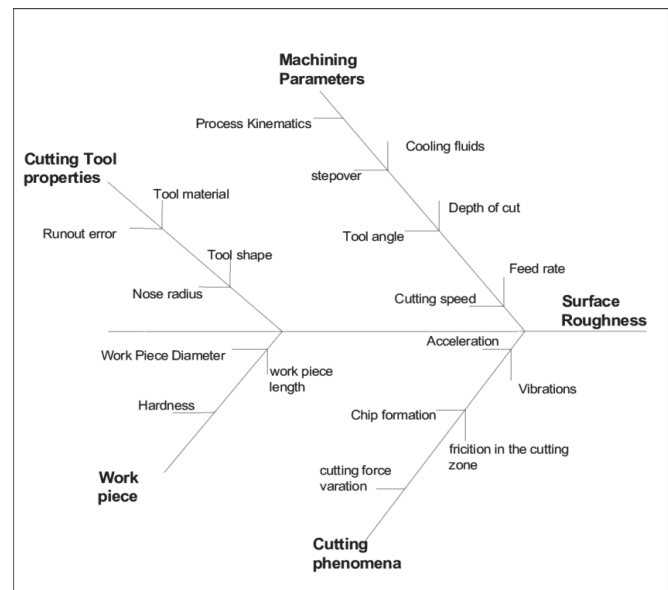 Machining
Parameters
Process Kinematics
Cooling fluids
stepover
Cutting Tool
properties
Tool material
Depth of cut
Runout error
Tool angle
Tool shape
Feed rate
Nose radius
Cutting speed
Surface
Roughness
Work Piece Diameter
Acceleration
work piece
length
Vibrations
Hardness
Chip formation
fricition in the cutting
zone
Work
piece
cutting force
varation
Cutting
phenomena